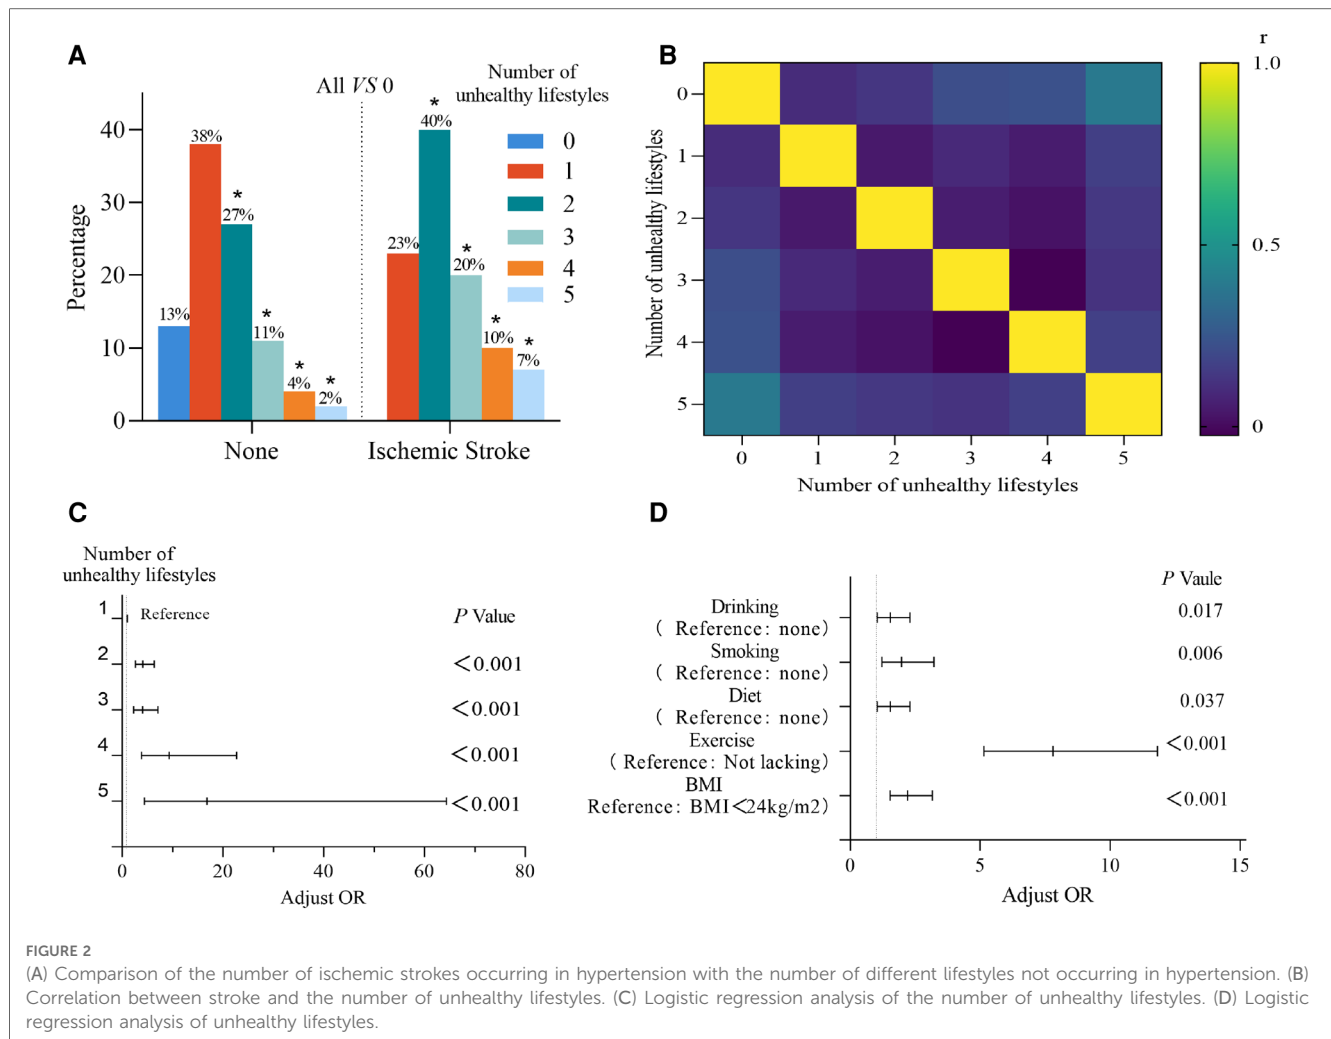 A
All VS 0
Number of
unhealthy lifestyles
0
1
2
3
4
5
Percentage
40
30
20
10
0
13%
38%
*
27%
*
11%
*
4%
*
2%
23%
*
40%
*
20%
*
10%
*
7%
None
Ischemic Stroke
B
r
1.0
0.5
0
Number of unhealthy lifestyles
0
1
2
3
4
5
0 1 2 3 4 5
Number of unhealthy lifestyles
C
Number of
unhealthy lifestyles
P Value
1 Reference
2 <0.001
3 <0.001
4 <0.001
5 <0.001
0 20 40 60 80
Adjust OR
D
P Vaule
Drinking
( Reference: none) 0.017
Smoking
( Reference: none) 0.006
Diet
( Reference: none) 0.037
Exercise
( Reference: Not lacking) <0.001
BMI
Reference: BMI<24kg/m2) <0.001
0 5 10 15
Adjust OR
FIGURE 2
(A) Comparison of the number of ischemic strokes occurring in hypertension with the number of different lifestyles not occurring in hypertension. (B)
Correlation between stroke and the number of unhealthy lifestyles. (C) Logistic regression analysis of the number of unhealthy lifestyles. (D) Logistic
regression analysis of unhealthy lifestyles.